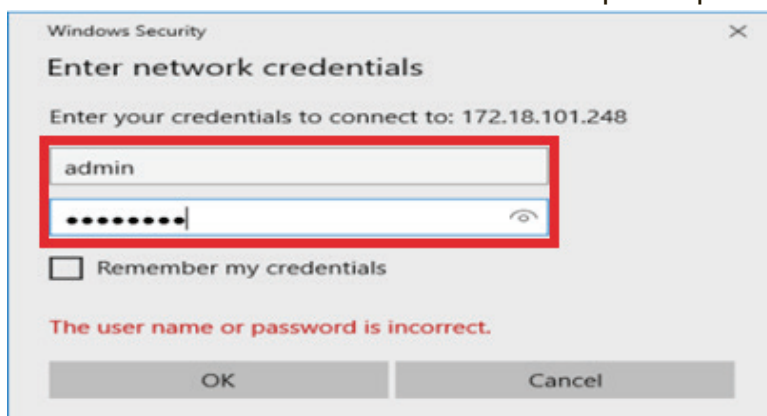 Windows Security
Enter network credentials
Enter your credentials to connect to: 172.18.101.248
admin
••••••••
Remember my credentials
The user name or password is incorrect.
OK Cancel